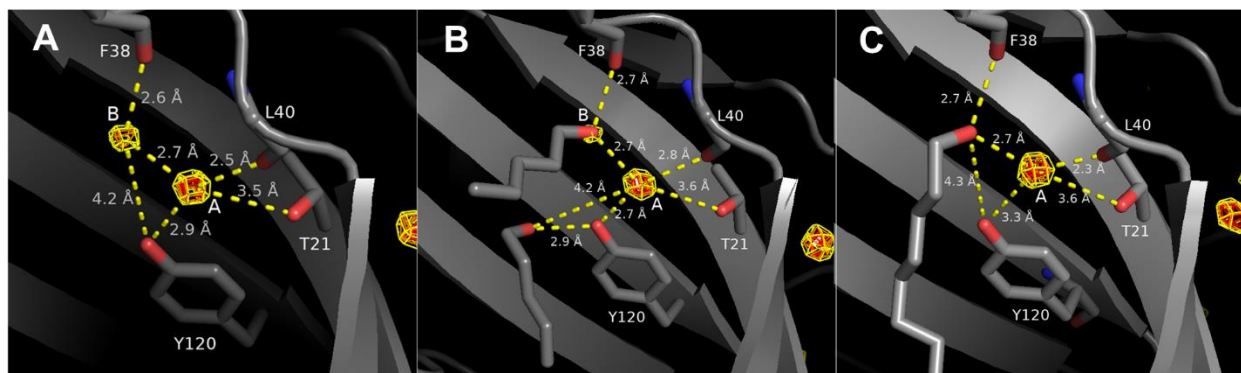 A
F38
2.6 Å
B
L40
2.7 Å
2.5 Å
3.5 Å
4.2 Å
A
2.9 Å
T21
Y120
B
F38
2.7 Å
B
L40
2.7 Å
2.8 Å
4.2 Å
3.6 Å
A
2.7 Å
2.9 Å
T21
Y120
C
F38
2.7 Å
L40
2.7 Å
2.3 Å
4.3 Å
A
3.6 Å
3.3 Å
T21
Y120